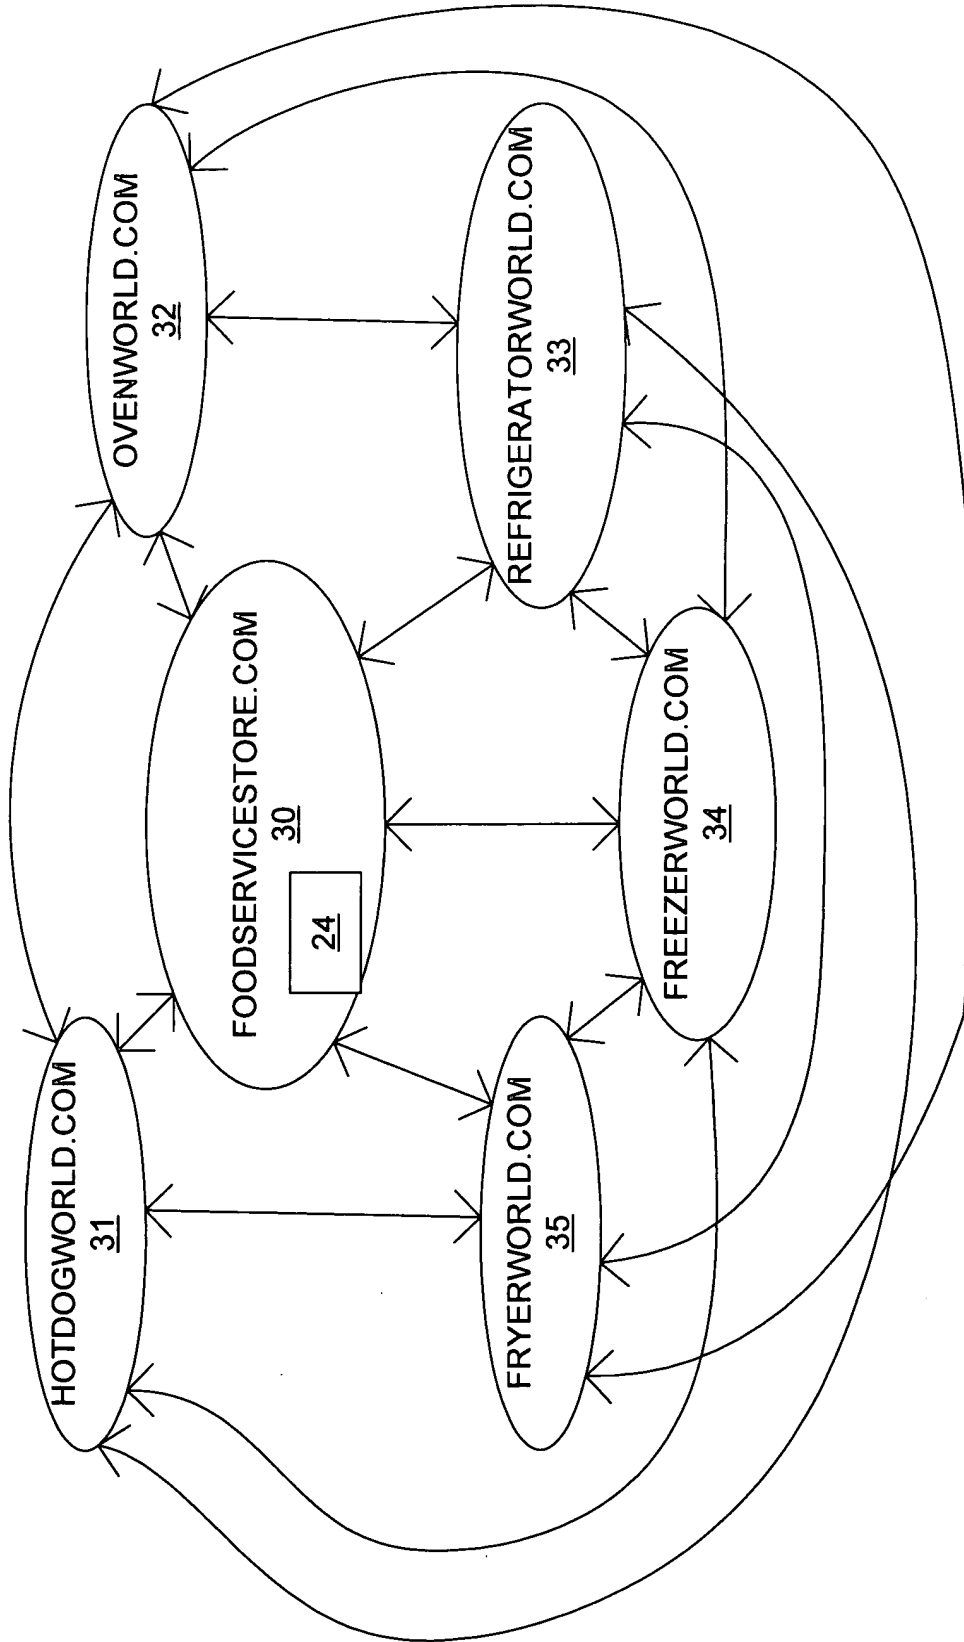 HOTDOGWORLD.COM
31
OVENWORLD.COM
32
FOODSERVICESTORE.COM
30
24
FRYERWORLD.COM
35
REFRIGERATORWORLD.COM
33
FREEZERWORLD.COM
34